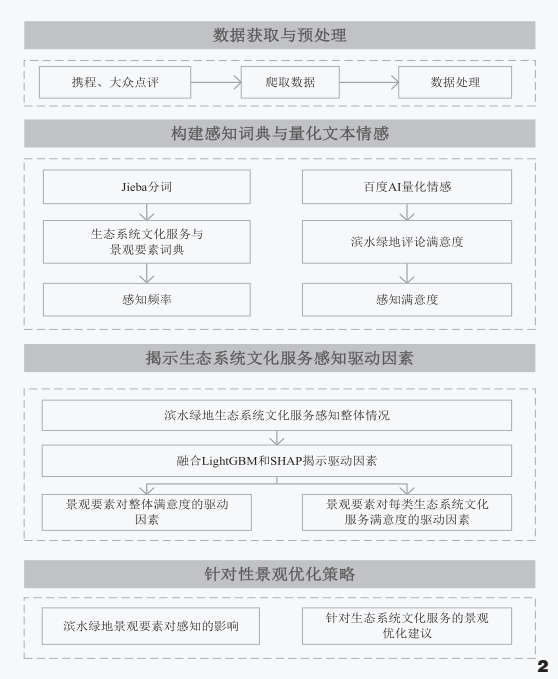 数据获取与预处理
携程、大众点评
爬取数据
数据处理
构建感知词典与量化文本情感
Jieba分词
生态系统文化服务与
景观要素词典
感知频率
百度AI量化情感
滨水绿地评论满意度
感知满意度
揭示生态系统文化服务感知驱动因素
滨水绿地生态系统文化服务感知整体情况
融合LightGBM和SHAP揭示驱动因素
景观要素对整体满意度的驱动
因素
景观要素对每类生态系统文化
服务满意度的驱动因素
针对性景观优化策略
滨水绿地景观要素对感知的影响
针对生态系统文化服务的景观
优化建议
2